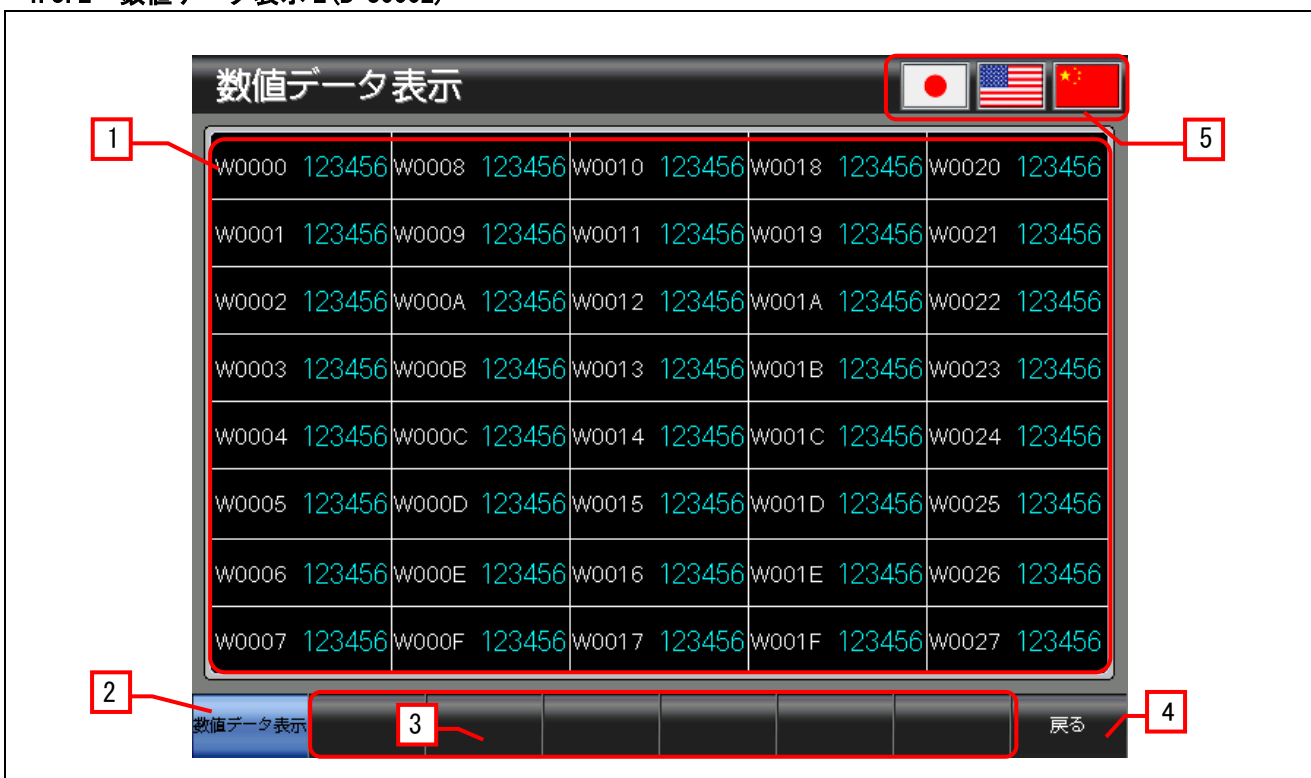 数値データ表示
1
5
W0000 123456 W0008 123456 W0010 123456 W0018 123456 W0020 123456
W0001 123456 W0009 123456 W0011 123456 W0019 123456 W0021 123456
W0002 123456 W000A 123456 W0012 123456 W001A 123456 W0022 123456
W0003 123456 W000B 123456 W0013 123456 W001B 123456 W0023 123456
W0004 123456 W000C 123456 W0014 123456 W001C 123456 W0024 123456
W0005 123456 W000D 123456 W0015 123456 W001D 123456 W0025 123456
W0006 123456 W000E 123456 W0016 123456 W001E 123456 W0026 123456
W0007 123456 W000F 123456 W0017 123456 W001F 123456 W0027 123456
2
数値データ表示
3
戻る
4